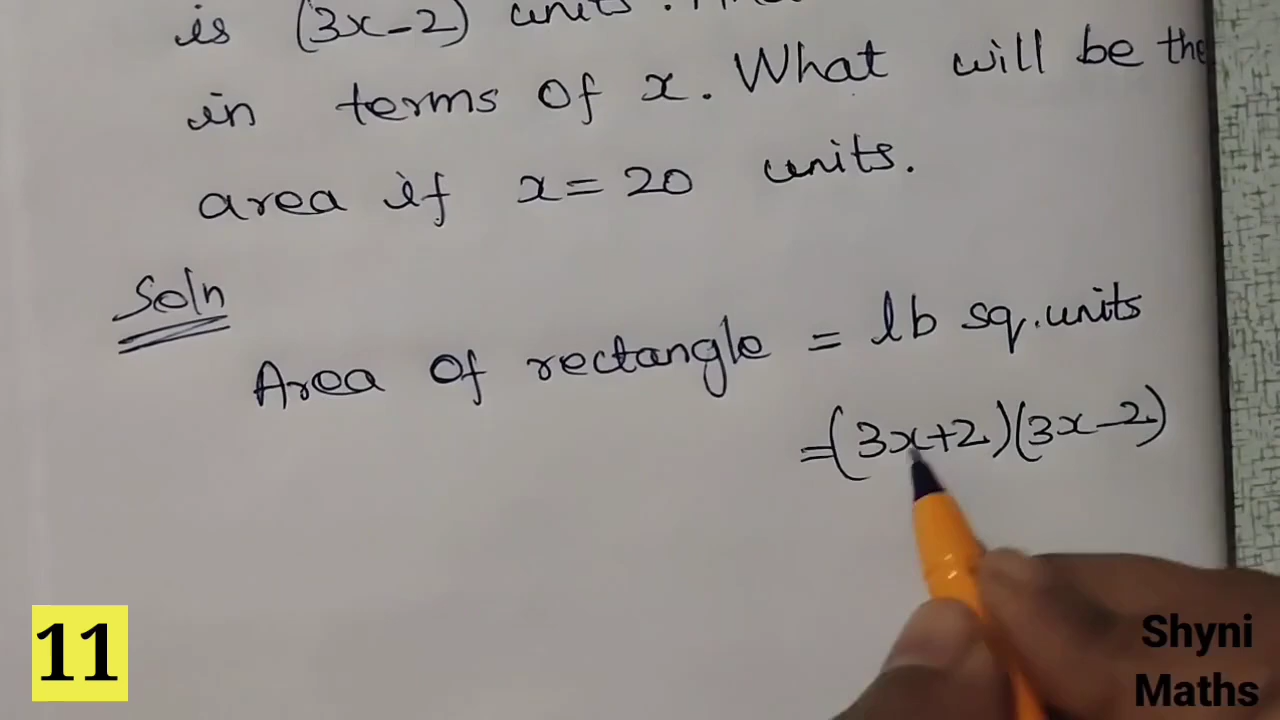 is (3x-2) units.
in terms of x. What will be the
area if x = 20 units.
Soln
Area of rectangle = lb sq.units
=(3x+2)(3x-2)
11
Shyni
Maths